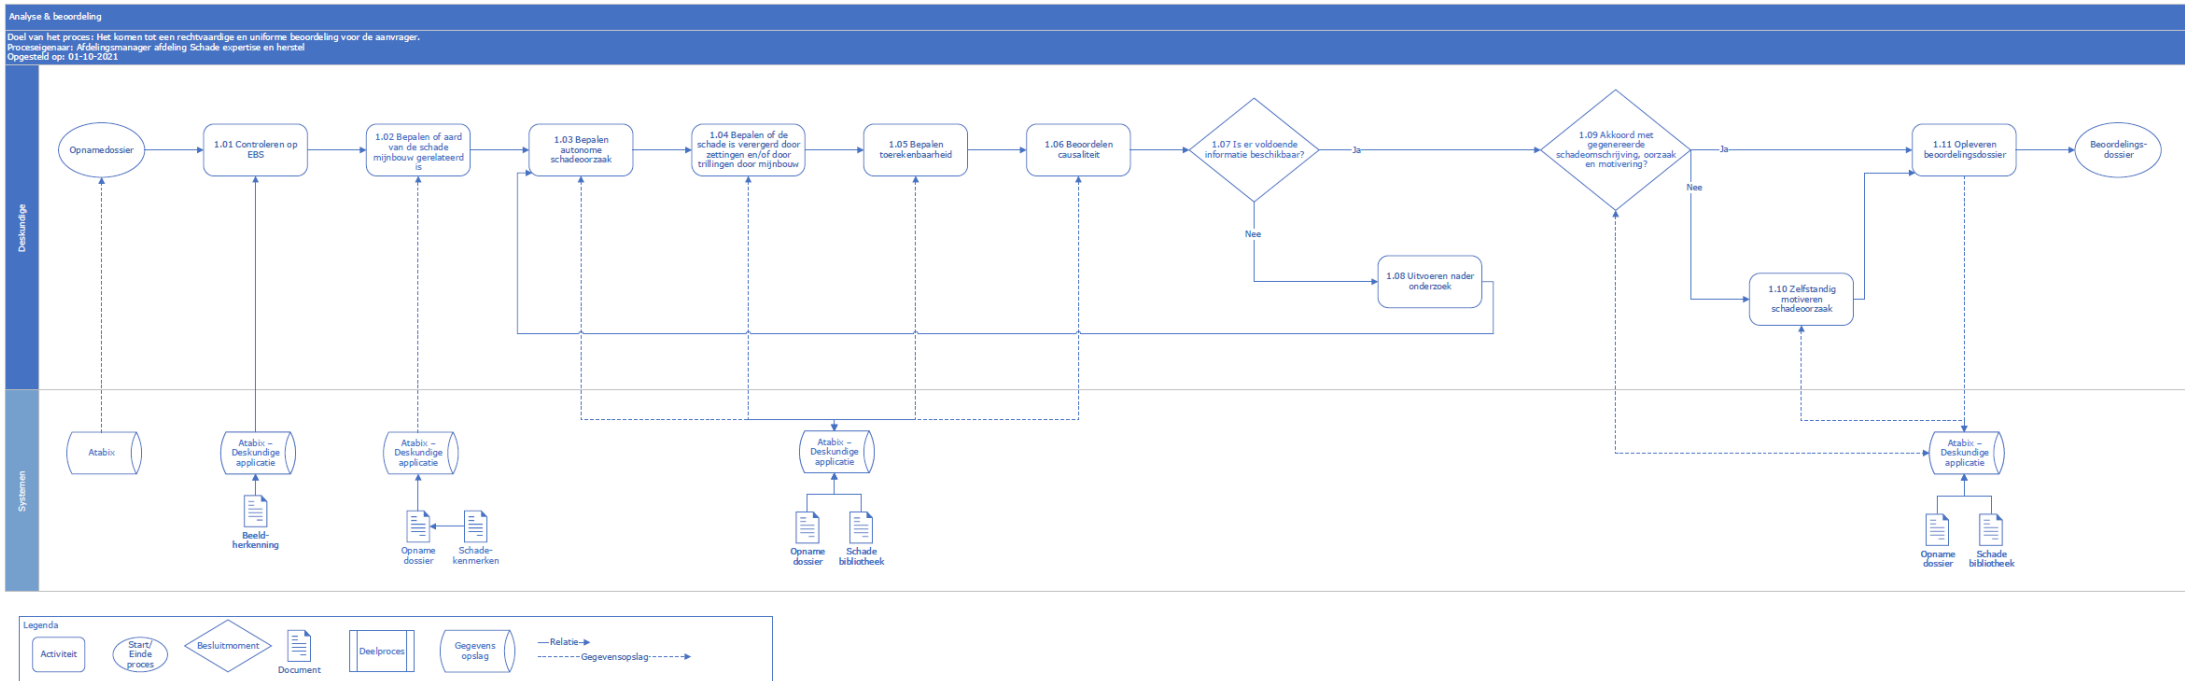 Analyse & beoordeling
Doel van het proces: Het komen tot een rechtvaardige en uniforme beoordeling voor de aanvrager.
Proceseigenaar: Afdelingsmanager afdeling Schade expertise en herstel
Opgesteld op: 01-10-2021
Deskundige
Opnamedossier
1.01 Controleren op
EBS
1.02 Bepalen of aard
van de schade
mijnbouw gerelateerd
is
1.03 Bepalen
autonome
schadeoorzaak
1.04 Bepalen of de
schade is verergerd door
zettingen en/of door
trillingen door mijnbouw
1.05 Bepalen
toerekenbaarheid
1.06 Beoordelen
causaliteit
1.07 Is er voldoende
informatie beschikbaar?
Ja
Nee
1.08 Uitvoeren nader
onderzoek
1.09 Akkoord met
gegenereerde
schadeomschrijving, oorzaak
en motivering?
Ja
Nee
1.10 Zelfstandig
motiveren
schadeoorzaak
1.11 Opleveren
beoordelingsdossier
Beoordelings-
dossier
Systemen
Atabix
Atabix –
Deskundige
applicatie
Beeld-
herkenning
Atabix –
Deskundige
applicatie
Opname
dossier
Schade-
kenmerken
Atabix –
Deskundige
applicatie
Opname
dossier
Schade
bibliotheek
Atabix –
Deskundige
applicatie
Opname
dossier
Schade
bibliotheek
Legenda
Activiteit
Start/
Einde
proces
Besluitmoment
Document
Deelproces
Gegevens
opslag
Relatie
Gegevensopslag